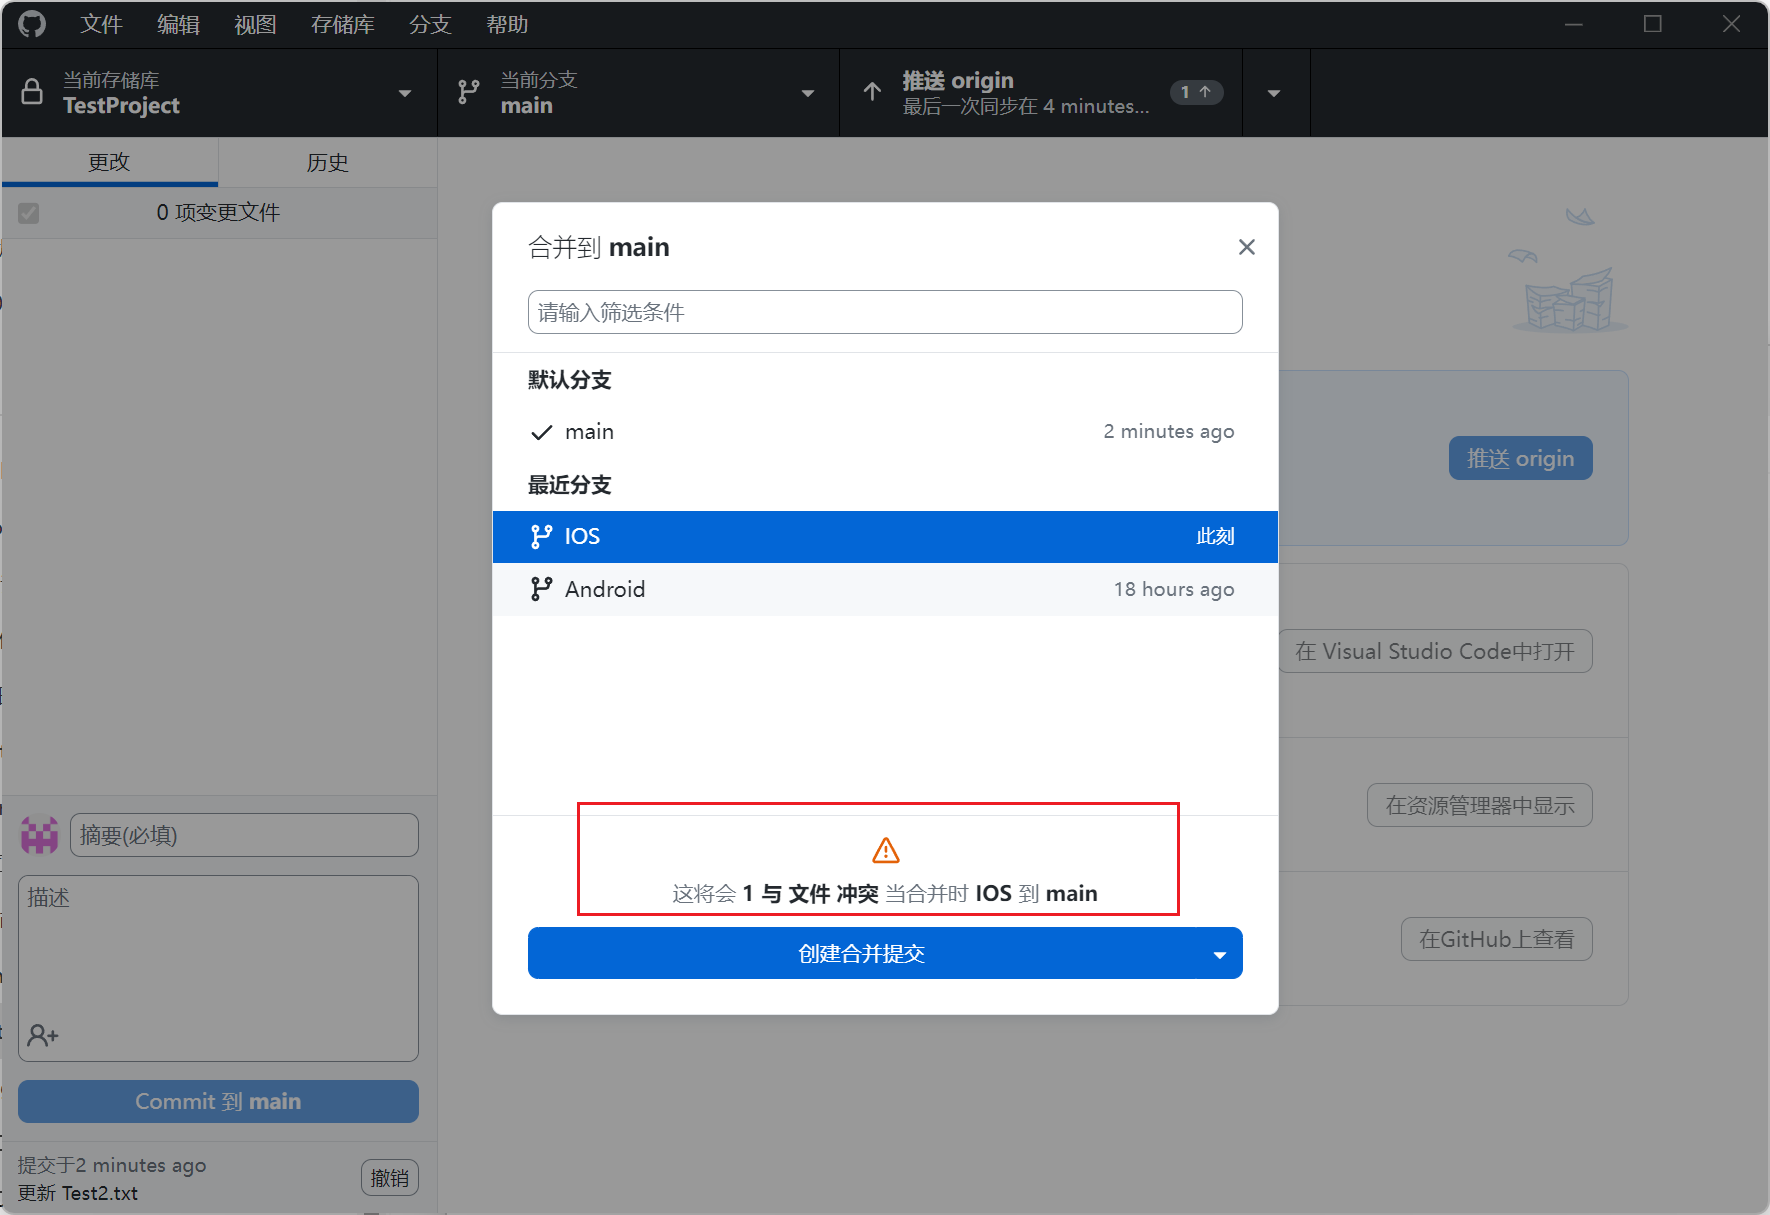 文件 编辑 视图 存储库 分支 帮助
当前存储库
TestProject
当前分支
main
推送 origin
最后一次同步在 4 minutes...
1
更改 历史
0 项变更文件
合并到 main
请输入筛选条件
默认分支
main 2 minutes ago
最近分支
IOS 此刻
Android 18 hours ago
这将会 1 与 文件 冲突 当合并时 IOS 到 main
创建合并提交
推送 origin
在 Visual Studio Code中打开
在资源管理器中显示
在GitHub上查看
摘要(必填)
描述
Commit 到 main
提交于2 minutes ago
更新 Test2.txt
撤销